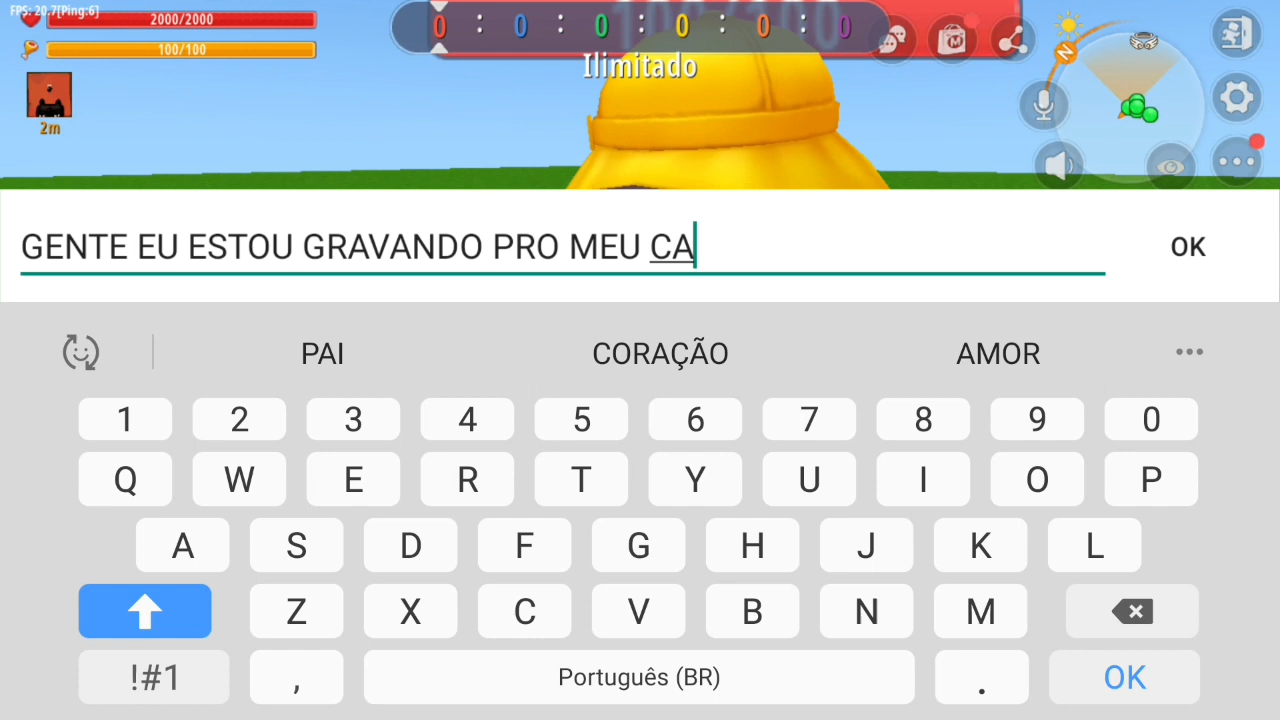 FPS: 20.7[Ping:6]
2000/2000
100/100
0 : 0 : 0 : 0 : 0 : 0
Ilimitado
N
M
2m
GENTE EU ESTOU GRAVANDO PRO MEU CA
OK
PAI CORAÇÃO AMOR
1 2 3 4 5 6 7 8 9 0
Q W E R T Y U I O P
A S D F G H J K L
Z X C V B N M
!#1 , Português (BR) . OK